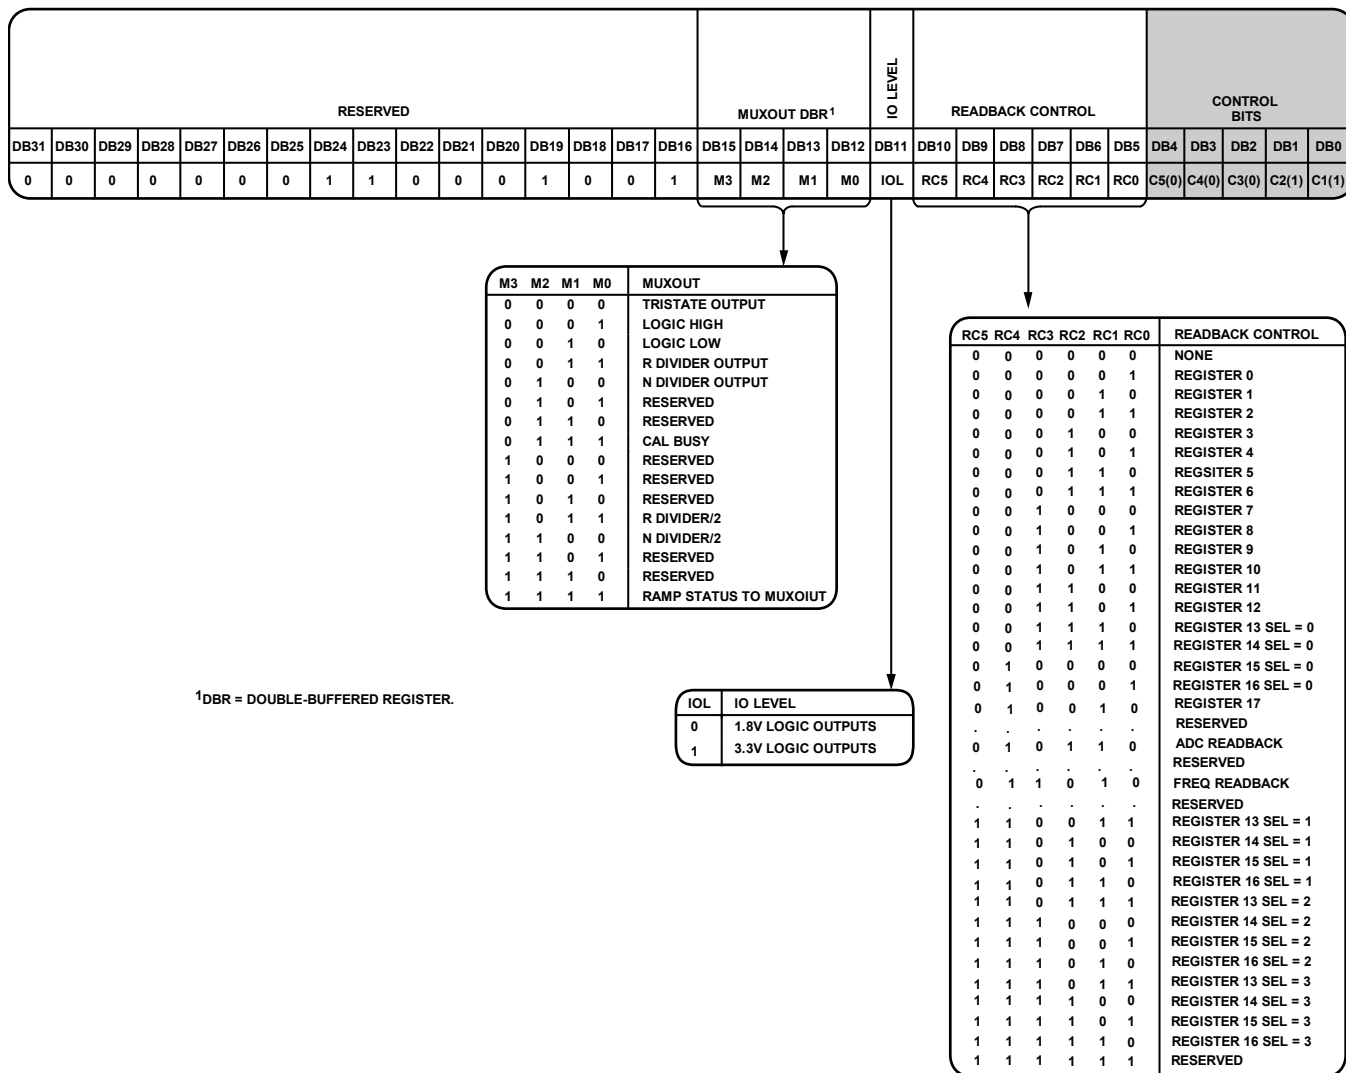 RESERVED MUXOUT DBR1 IO LEVEL READBACK CONTROL CONTROL
BITS
DB31 DB30 DB29 DB28 DB27 DB26 DB25 DB24 DB23 DB22 DB21 DB20 DB19 DB18 DB17 DB16 DB15 DB14 DB13 DB12 DB11 DB10 DB9 DB8 DB7 DB6 DB5 DB4 DB3 DB2 DB1 DB0
0 0 0 0 0 0 0 1 1 0 0 0 1 0 0 1 M3 M2 M1 M0 IOL RC5 RC4 RC3 RC2 RC1 RC0 C5(0) C4(0) C3(0) C2(1) C1(1)
M3 M2 M1 M0 MUXOUT
0 0 0 0 TRISTATE OUTPUT
0 0 0 1 LOGIC HIGH
0 0 1 0 LOGIC LOW
0 0 1 1 R DIVIDER OUTPUT
0 1 0 0 N DIVIDER OUTPUT
0 1 0 1 RESERVED
0 1 1 0 RESERVED
0 1 1 1 CAL BUSY
1 0 0 0 RESERVED
1 0 0 1 RESERVED
1 0 1 0 RESERVED
1 0 1 1 R DIVIDER/2
1 1 0 0 N DIVIDER/2
1 1 0 1 RESERVED
1 1 1 0 RESERVED
1 1 1 1 RAMP STATUS TO MUXOIUT
1DBR = DOUBLE-BUFFERED REGISTER.
IOL IO LEVEL
0 1.8V LOGIC OUTPUTS
1 3.3V LOGIC OUTPUTS
RC5 RC4 RC3 RC2 RC1 RC0 READBACK CONTROL
0 0 0 0 0 0 NONE
0 0 0 0 0 1 REGISTER 0
0 0 0 0 1 0 REGISTER 1
0 0 0 0 1 1 REGISTER 2
0 0 0 1 0 0 REGISTER 3
0 0 0 1 0 1 REGISTER 4
0 0 0 1 1 0 REGSITER 5
0 0 0 1 1 1 REGISTER 6
0 0 1 0 0 0 REGISTER 7
0 0 1 0 0 1 REGISTER 8
0 0 1 0 1 0 REGISTER 9
0 0 1 0 1 1 REGISTER 10
0 0 1 1 0 0 REGISTER 11
0 0 1 1 0 1 REGISTER 12
0 0 1 1 1 0 REGISTER 13 SEL = 0
0 0 1 1 1 1 REGISTER 14 SEL = 0
0 1 0 0 0 0 REGISTER 15 SEL = 0
0 1 0 0 0 1 REGISTER 16 SEL = 0
0 1 0 0 1 0 REGISTER 17
. . . . . . RESERVED
0 1 0 1 1 0 ADC READBACK
. . . . . . RESERVED
0 1 1 0 1 0 FREQ READBACK
. . . . . . RESERVED
1 1 0 0 1 1 REGISTER 13 SEL = 1
1 1 0 1 0 0 REGISTER 14 SEL = 1
1 1 0 1 0 1 REGISTER 15 SEL = 1
1 1 0 1 1 0 REGISTER 16 SEL = 1
1 1 0 1 1 1 REGISTER 13 SEL = 2
1 1 1 0 0 0 REGISTER 14 SEL = 2
1 1 1 0 0 1 REGISTER 15 SEL = 2
1 1 1 0 1 0 REGISTER 16 SEL = 2
1 1 1 0 1 1 REGISTER 13 SEL = 3
1 1 1 1 0 0 REGISTER 14 SEL = 3
1 1 1 1 0 1 REGISTER 15 SEL = 3
1 1 1 1 1 0 REGISTER 16 SEL = 3
1 1 1 1 1 1 RESERVED